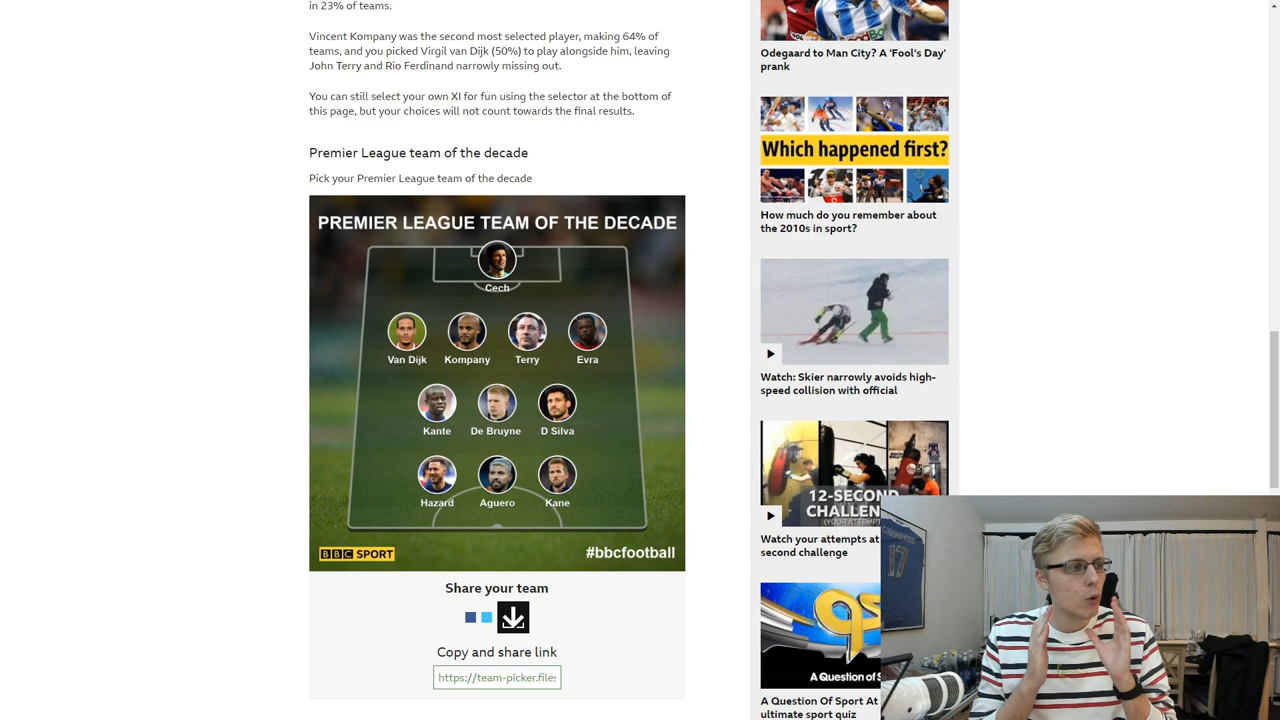 in 23% of teams.
Vincent Kompany was the second most selected player, making 64% of
teams, and you picked Virgil van Dijk (50%) to play alongside him, leaving
John Terry and Rio Ferdinand narrowly missing out.
You can still select your own XI for fun using the selector at the bottom of
this page, but your choices will not count towards the final results.
Premier League team of the decade
Pick your Premier League team of the decade
PREMIER LEAGUE TEAM OF THE DECADE
Cech
Van Dijk Kompany Terry Evra
Kante De Bruyne D Silva
Hazard Aguero Kane
BBC SPORT #bbcfootball
Share your team
Copy and share link
https://team-picker.files
Odegaard to Man City? A 'Fool's Day'
prank
Which happened first?
How much do you remember about
the 2010s in sport?
Watch: Skier narrowly avoids high-
speed collision with official
12-SECOND
CHALLEN
(YOUR ATTEMPT
Watch your attempts at
second challenge
QS
A Question of S
A Question Of Sport At
ultimate sport quiz
17